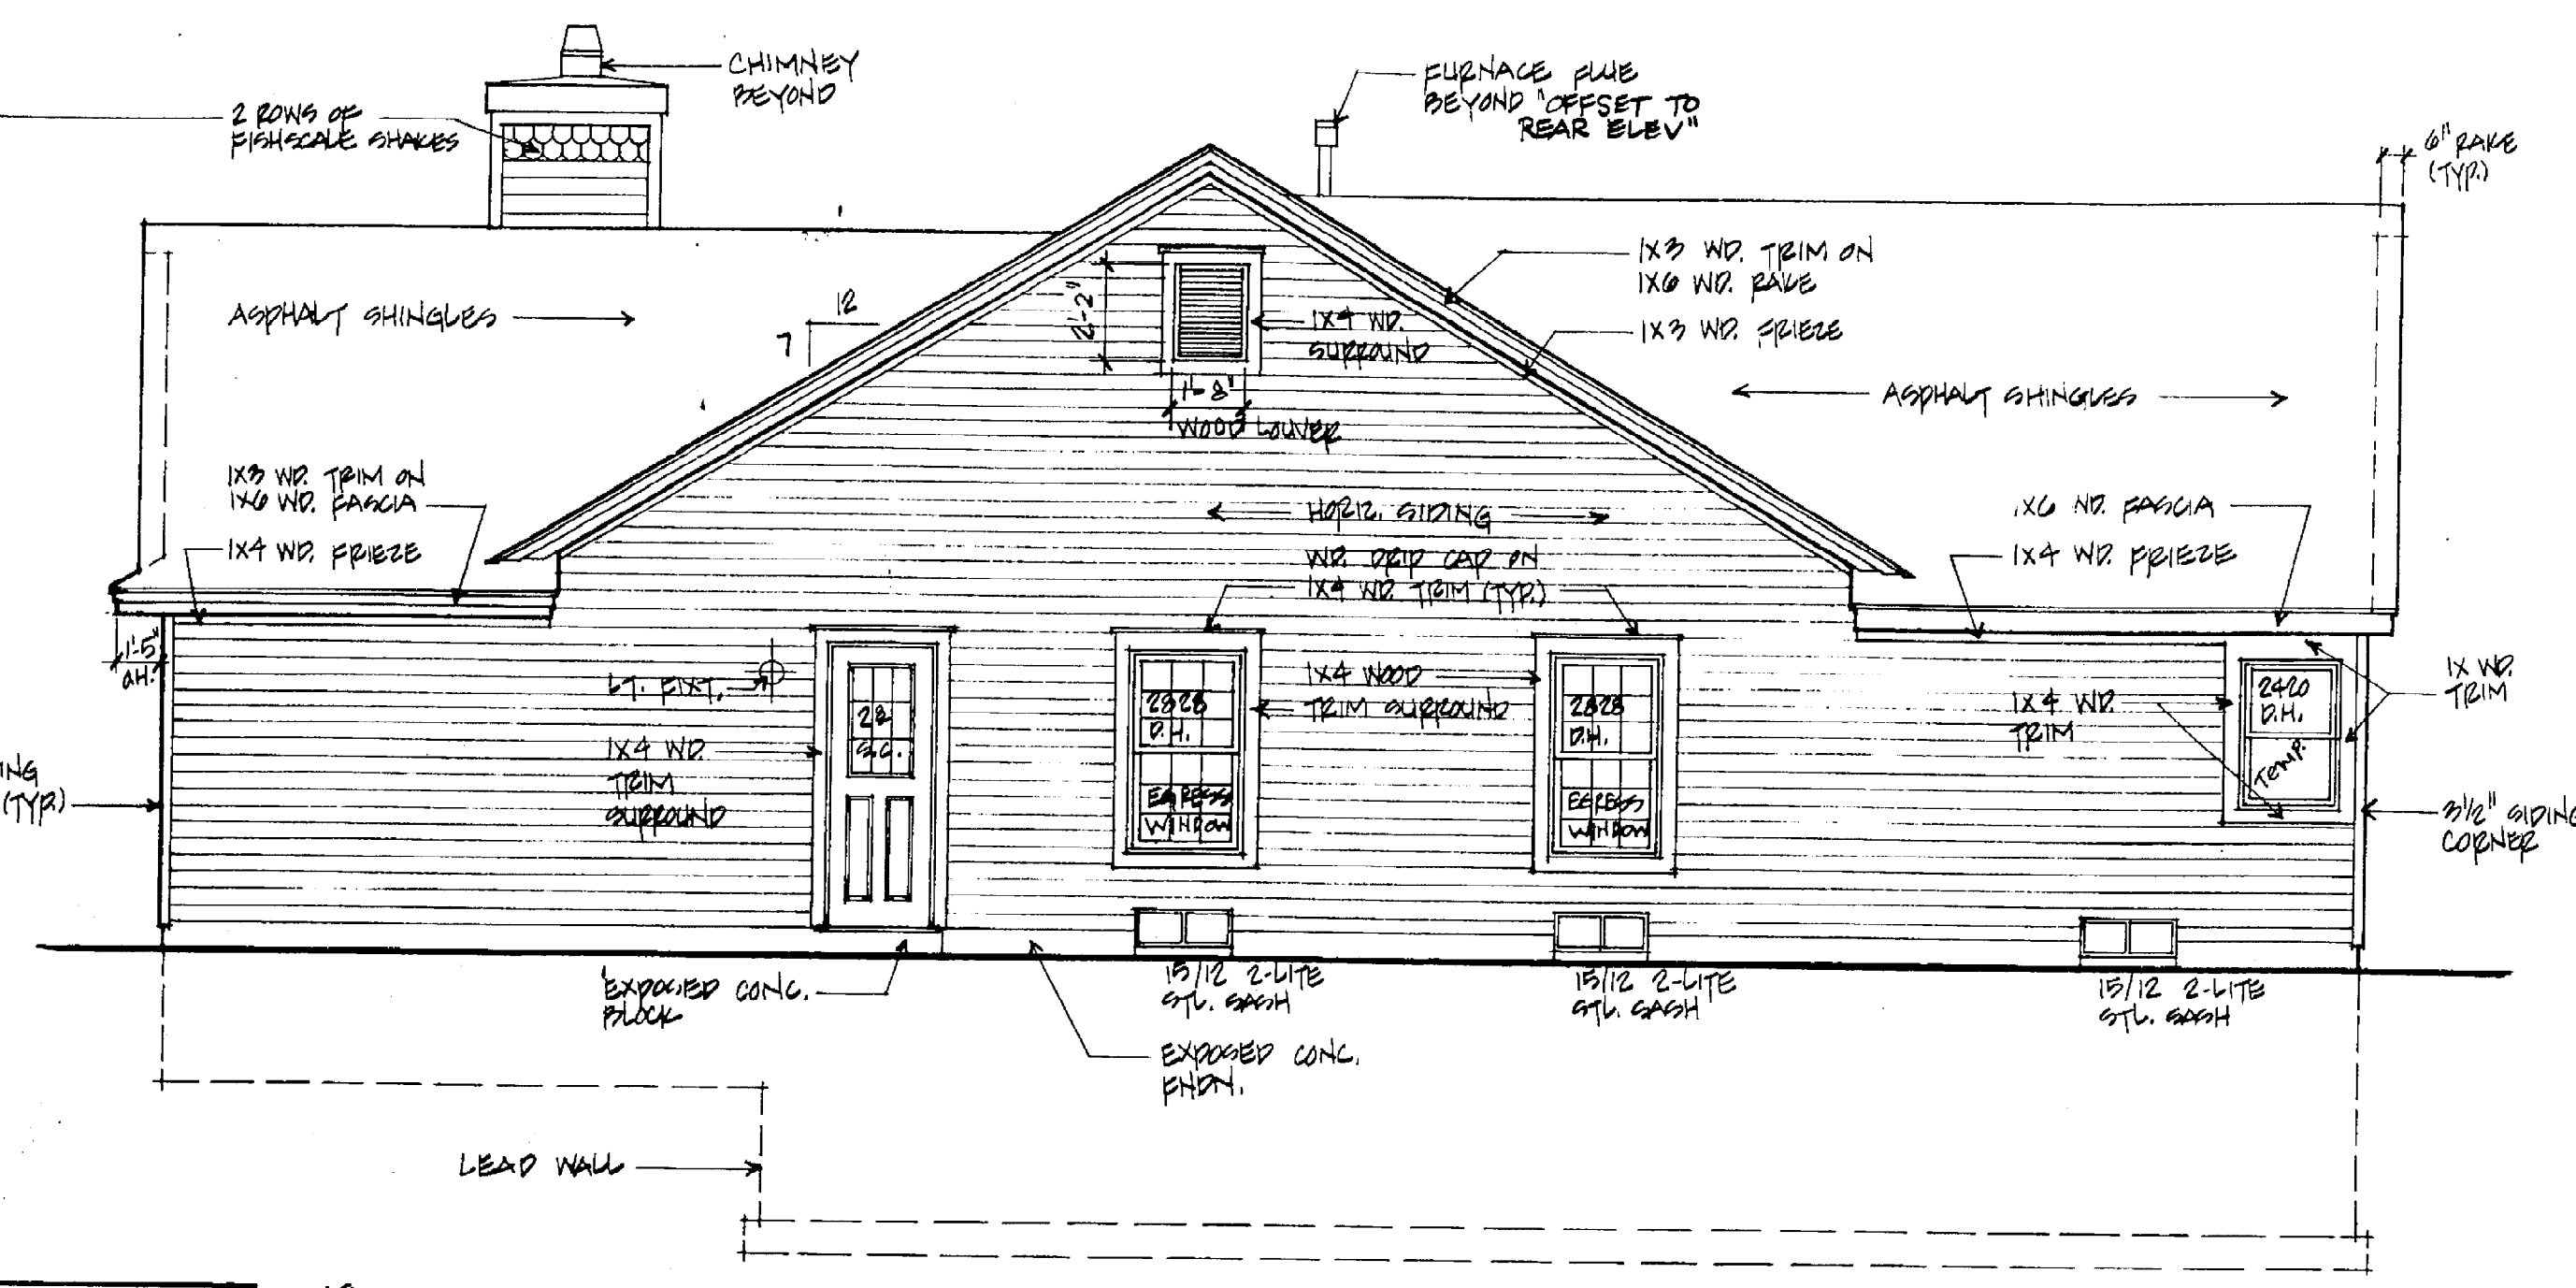 CHIMNEY
BEYOND
FURNACE FLUE
BEYOND "OFFSET TO
REAR ELEV"
2 ROWS OF
FISHSCALE SHAKES
6" RAKE
(TYP.)
1X3 WD. TRIM ON
1X6 WD. RAKE
1X3 WD. FRIEZE
ASPHALT SHINGLES
12
7
2'-2"
1X4 WD.
SURROUND
1'-8"
WOOD LOUVER
ASPHALT SHINGLES
1X3 WD. TRIM ON
1X6 WD. FASCIA
1X4 WD. FRIEZE
HORIZ. SIDING
WD. DRIP CAP ON
1X4 WD. TRIM (TYP.)
1X6 WD. FASCIA
1X4 WD. FRIEZE
1'-5"
O.H.
LT. FIXT.
28
S.C.
1X4 WD.
TRIM
SURROUND
2828
D.H.
EGRESS
WINDOW
1X4 WOOD
TRIM SURROUND
2828
D.H.
EGRESS
WINDOW
1X4 WD.
TRIM
2420
D.H.
TEMP.
1X WD.
TRIM
ING
(TYP.)
3 1/2" SIDING
CORNER
EXPOSED CONC.
BLOCK
15/12 2-LITE
STL. SASH
15/12 2-LITE
STL. SASH
15/12 2-LITE
STL. SASH
EXPOSED CONC.
FNDN.
LEAD WALL